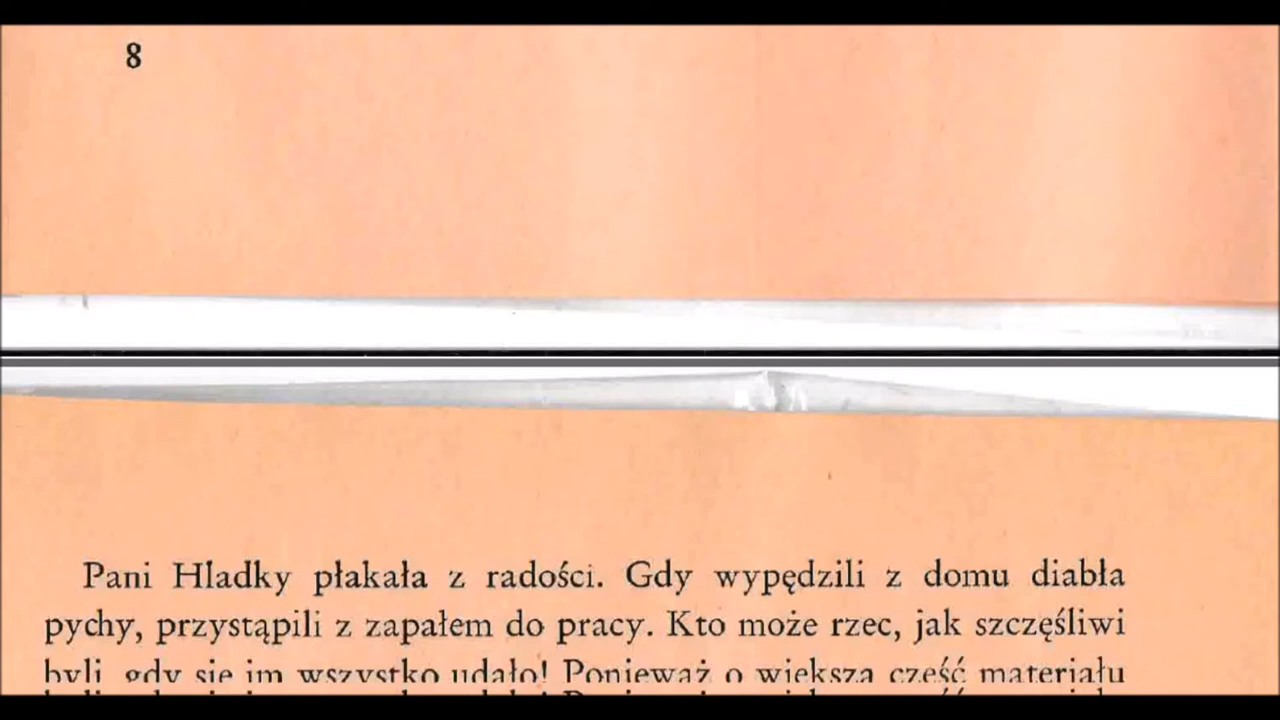 8
Pani Hladky płakała z radości. Gdy wypędzili z domu diabła
pychy, przystąpili z zapałem do pracy. Kto może rzec, jak szczęśliwi
byli, gdy się im wszystko udało! Ponieważ o większą część materiału